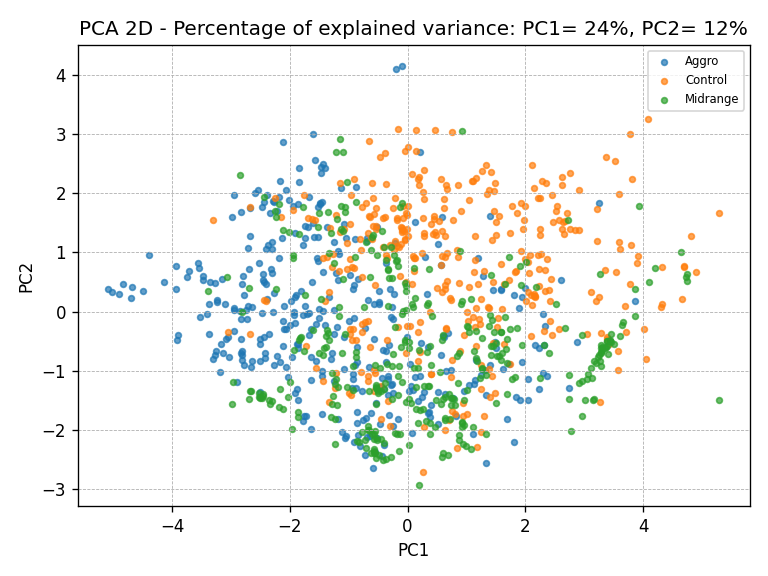 PCA 2D - Percentage of explained variance: PC1= 24%, PC2= 12%
Aggro
Control
Midrange
4
3
2
1
0
−1
−2
−3
PC2
−4
−2
0
2
4
PC1